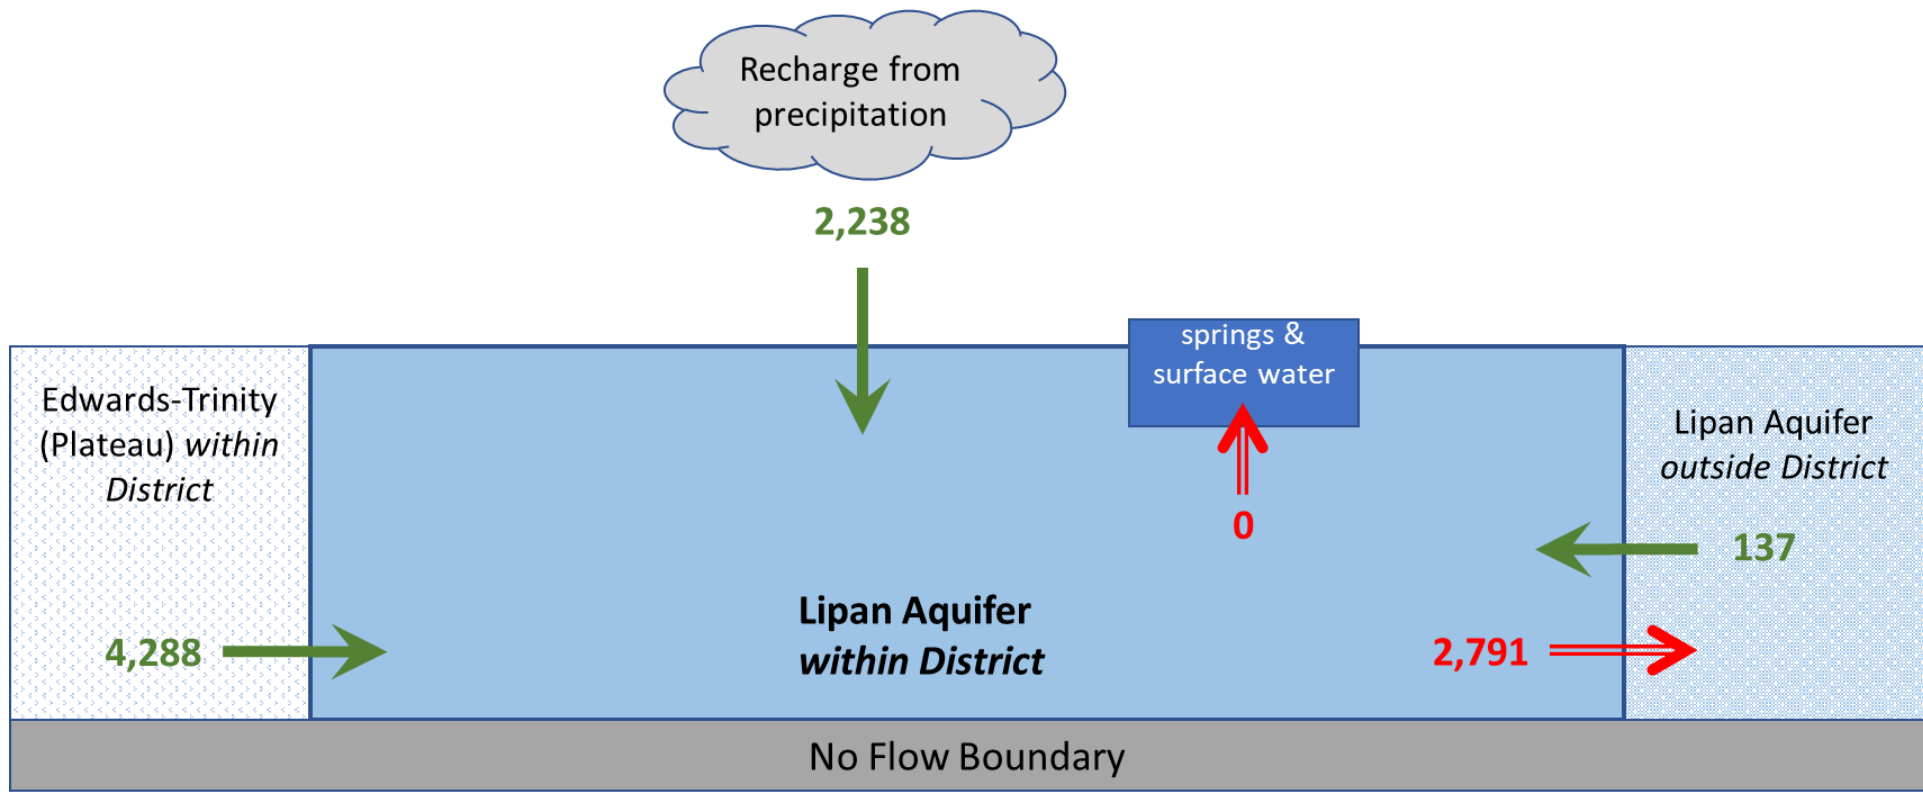 Recharge from
precipitation
2,238
springs &
surface water
Edwards-Trinity
(Plateau) within
District
Lipan Aquifer
outside District
0
137
Lipan Aquifer
within District
4,288
2,791
No Flow Boundary